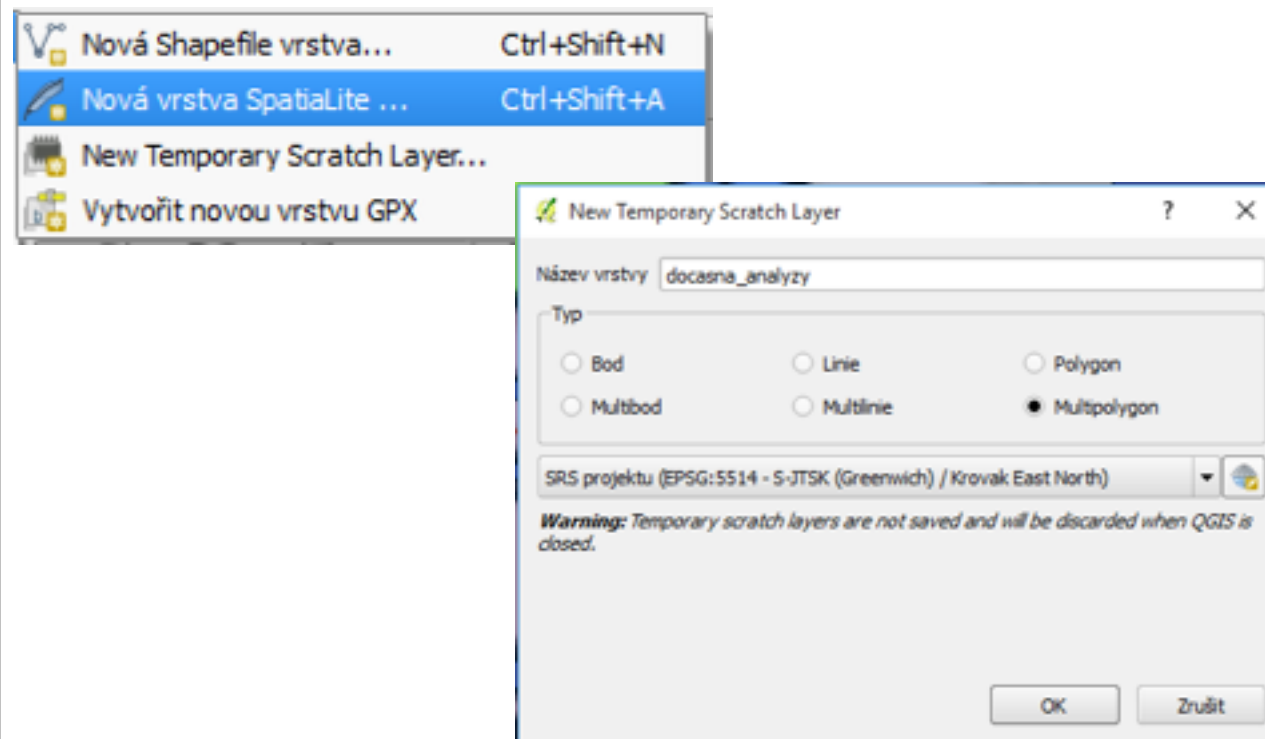 Nová Shapefile vrstva... Ctrl+Shift+N
Nová vrstva SpatiaLite ... Ctrl+Shift+A
New Temporary Scratch Layer...
Vytvořit novou vrstvu GPX
New Temporary Scratch Layer ? X
Název vrstvy docasna_analyzy
Typ
Bod Linie Polygon
Multibod Multilinie Multipolygon
SRS projektu (EPSG:5514 - S-JTSK (Greenwich) / Krovak East North)
Warning: Temporary scratch layers are not saved and will be discarded when QGIS is
closed.
OK Zrušit